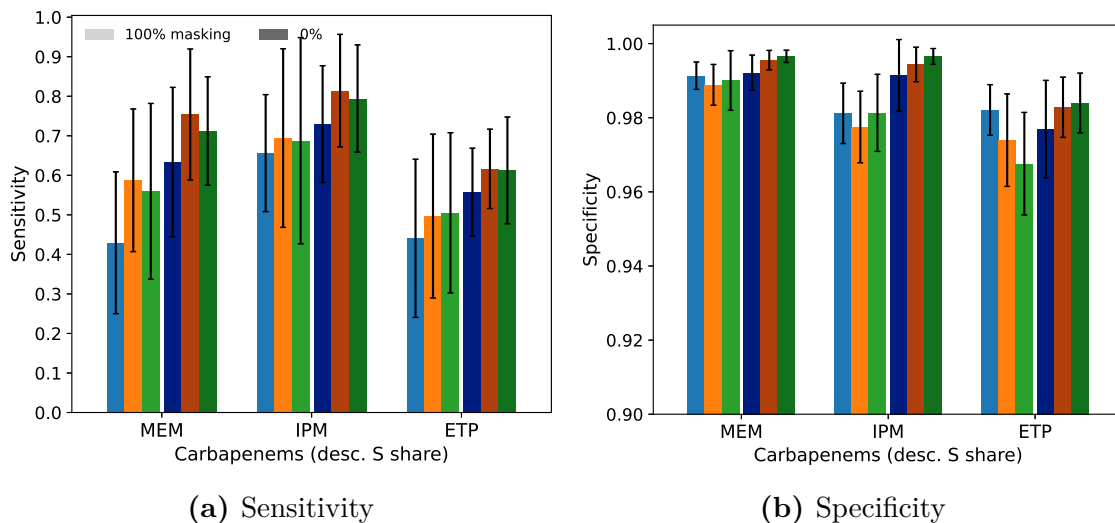 1.0
0.9
0.8
0.7
0.6
0.5
0.4
0.3
0.2
0.1
0.0
Sensitivity
100% masking 0%
MEM IPM ETP
Carbapenems (desc. S share)
(a) Sensitivity
1.00
0.98
0.96
0.94
0.92
0.90
Specificity
MEM IPM ETP
Carbapenems (desc. S share)
(b) Specificity